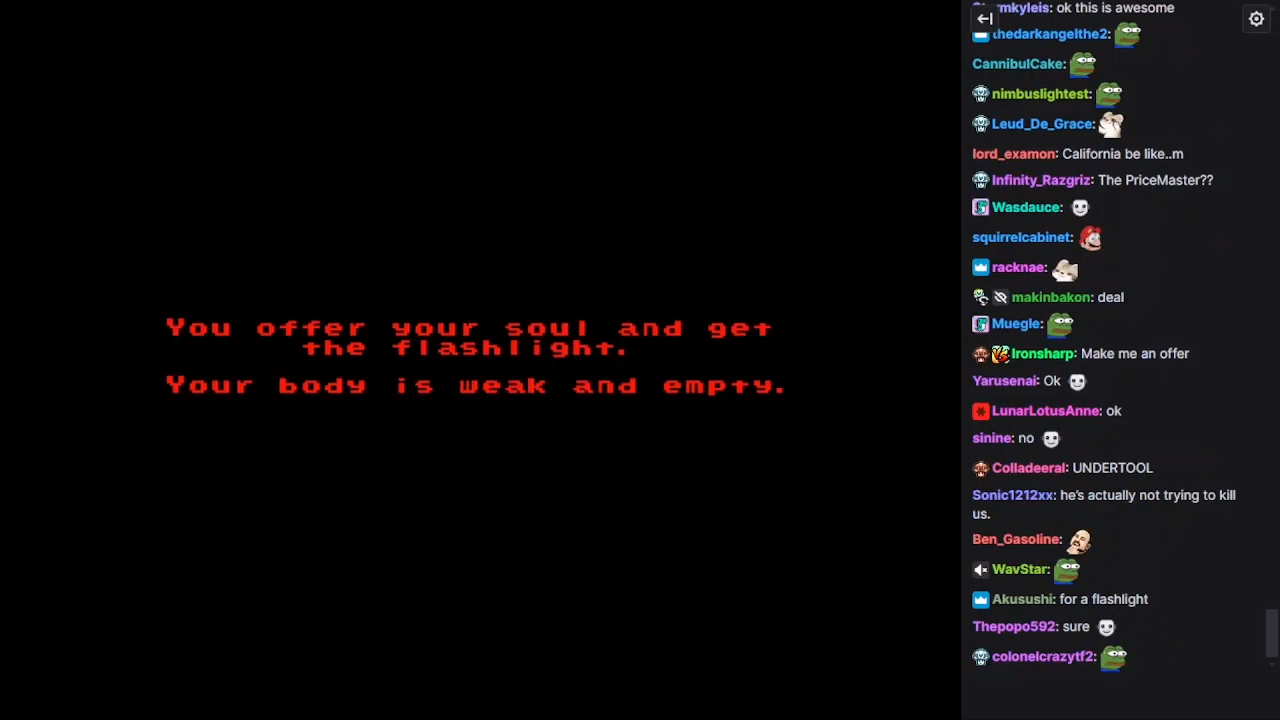 You offer your soul and get
the flashlight.
Your body is weak and empty.
mkyleis: ok this is awesome
thedarkangelthe2:
CannibulCake:
nimbuslightest:
Leud_De_Grace:
lord_examon: California be like..m
Infinity_Razgriz: The PriceMaster??
Wasdauce:
squirrelcabinet:
racknae:
makinbakon: deal
Muegle:
Ironsharp: Make me an offer
Yarusenai: Ok
LunarLotusAnne: ok
sinine: no
Colladeeral: UNDERTOOL
Sonic1212xx: he's actually not trying to kill
us.
Ben_Gasoline:
WavStar:
Akusushi: for a flashlight
Thepopo592: sure
colonelcrazytf2: